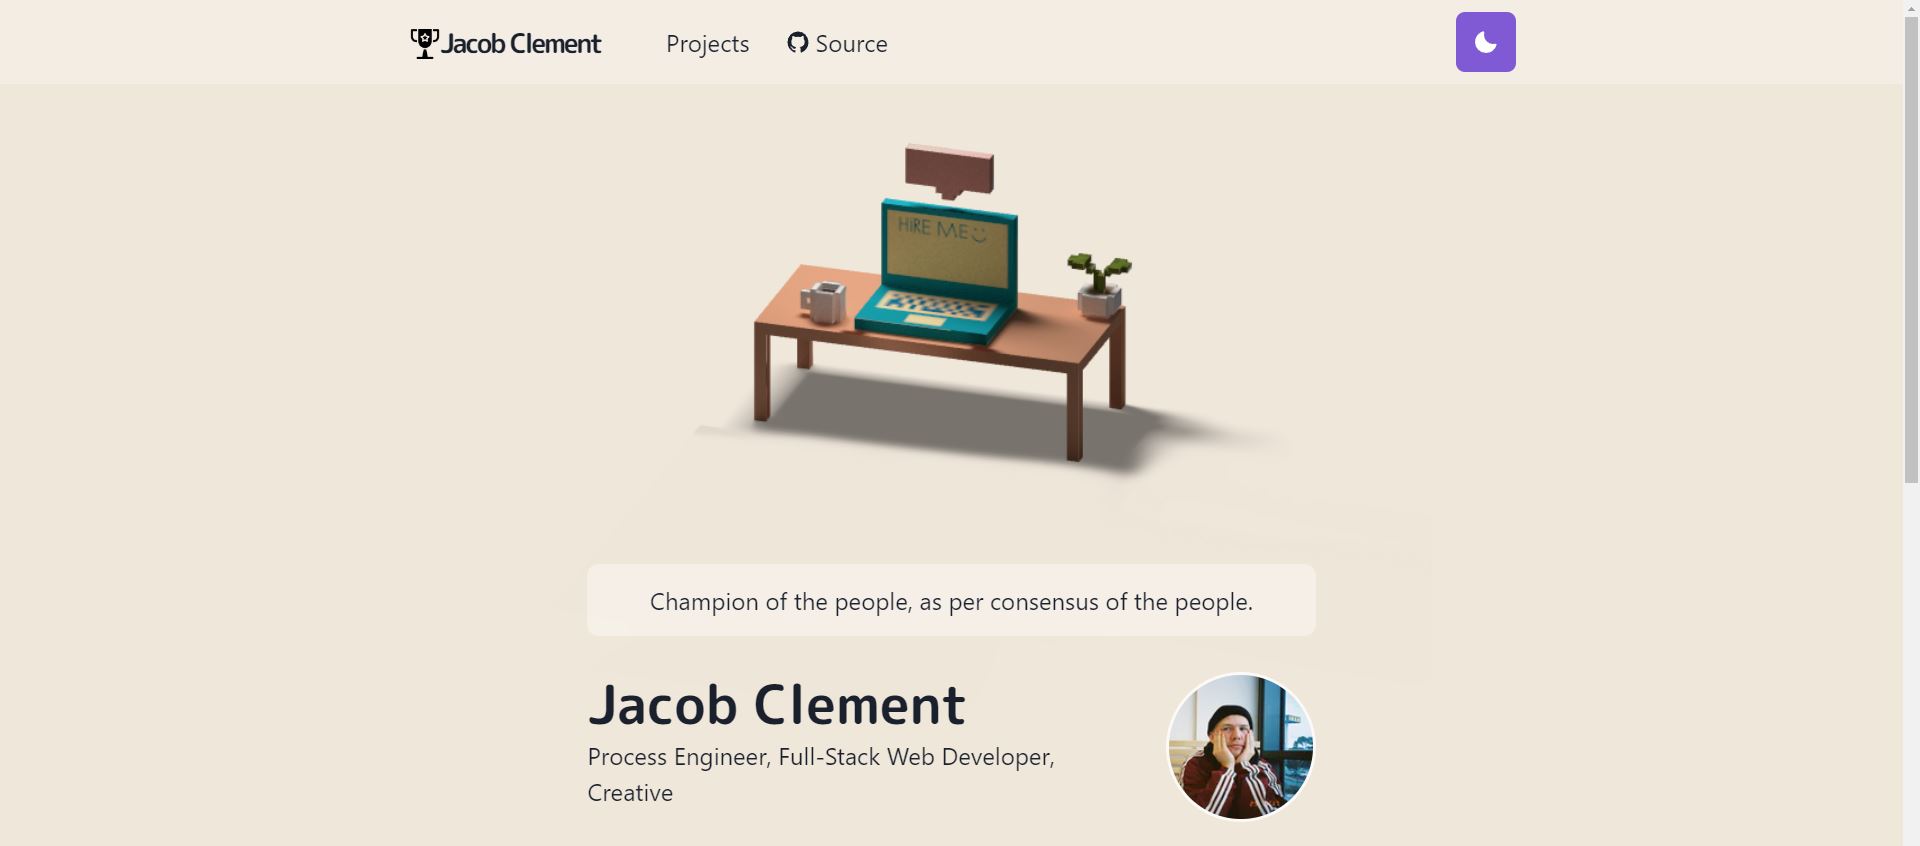 Jacob Clement
Projects
Source
HIRE ME
Champion of the people, as per consensus of the people.
Jacob Clement
Process Engineer, Full-Stack Web Developer,
Creative